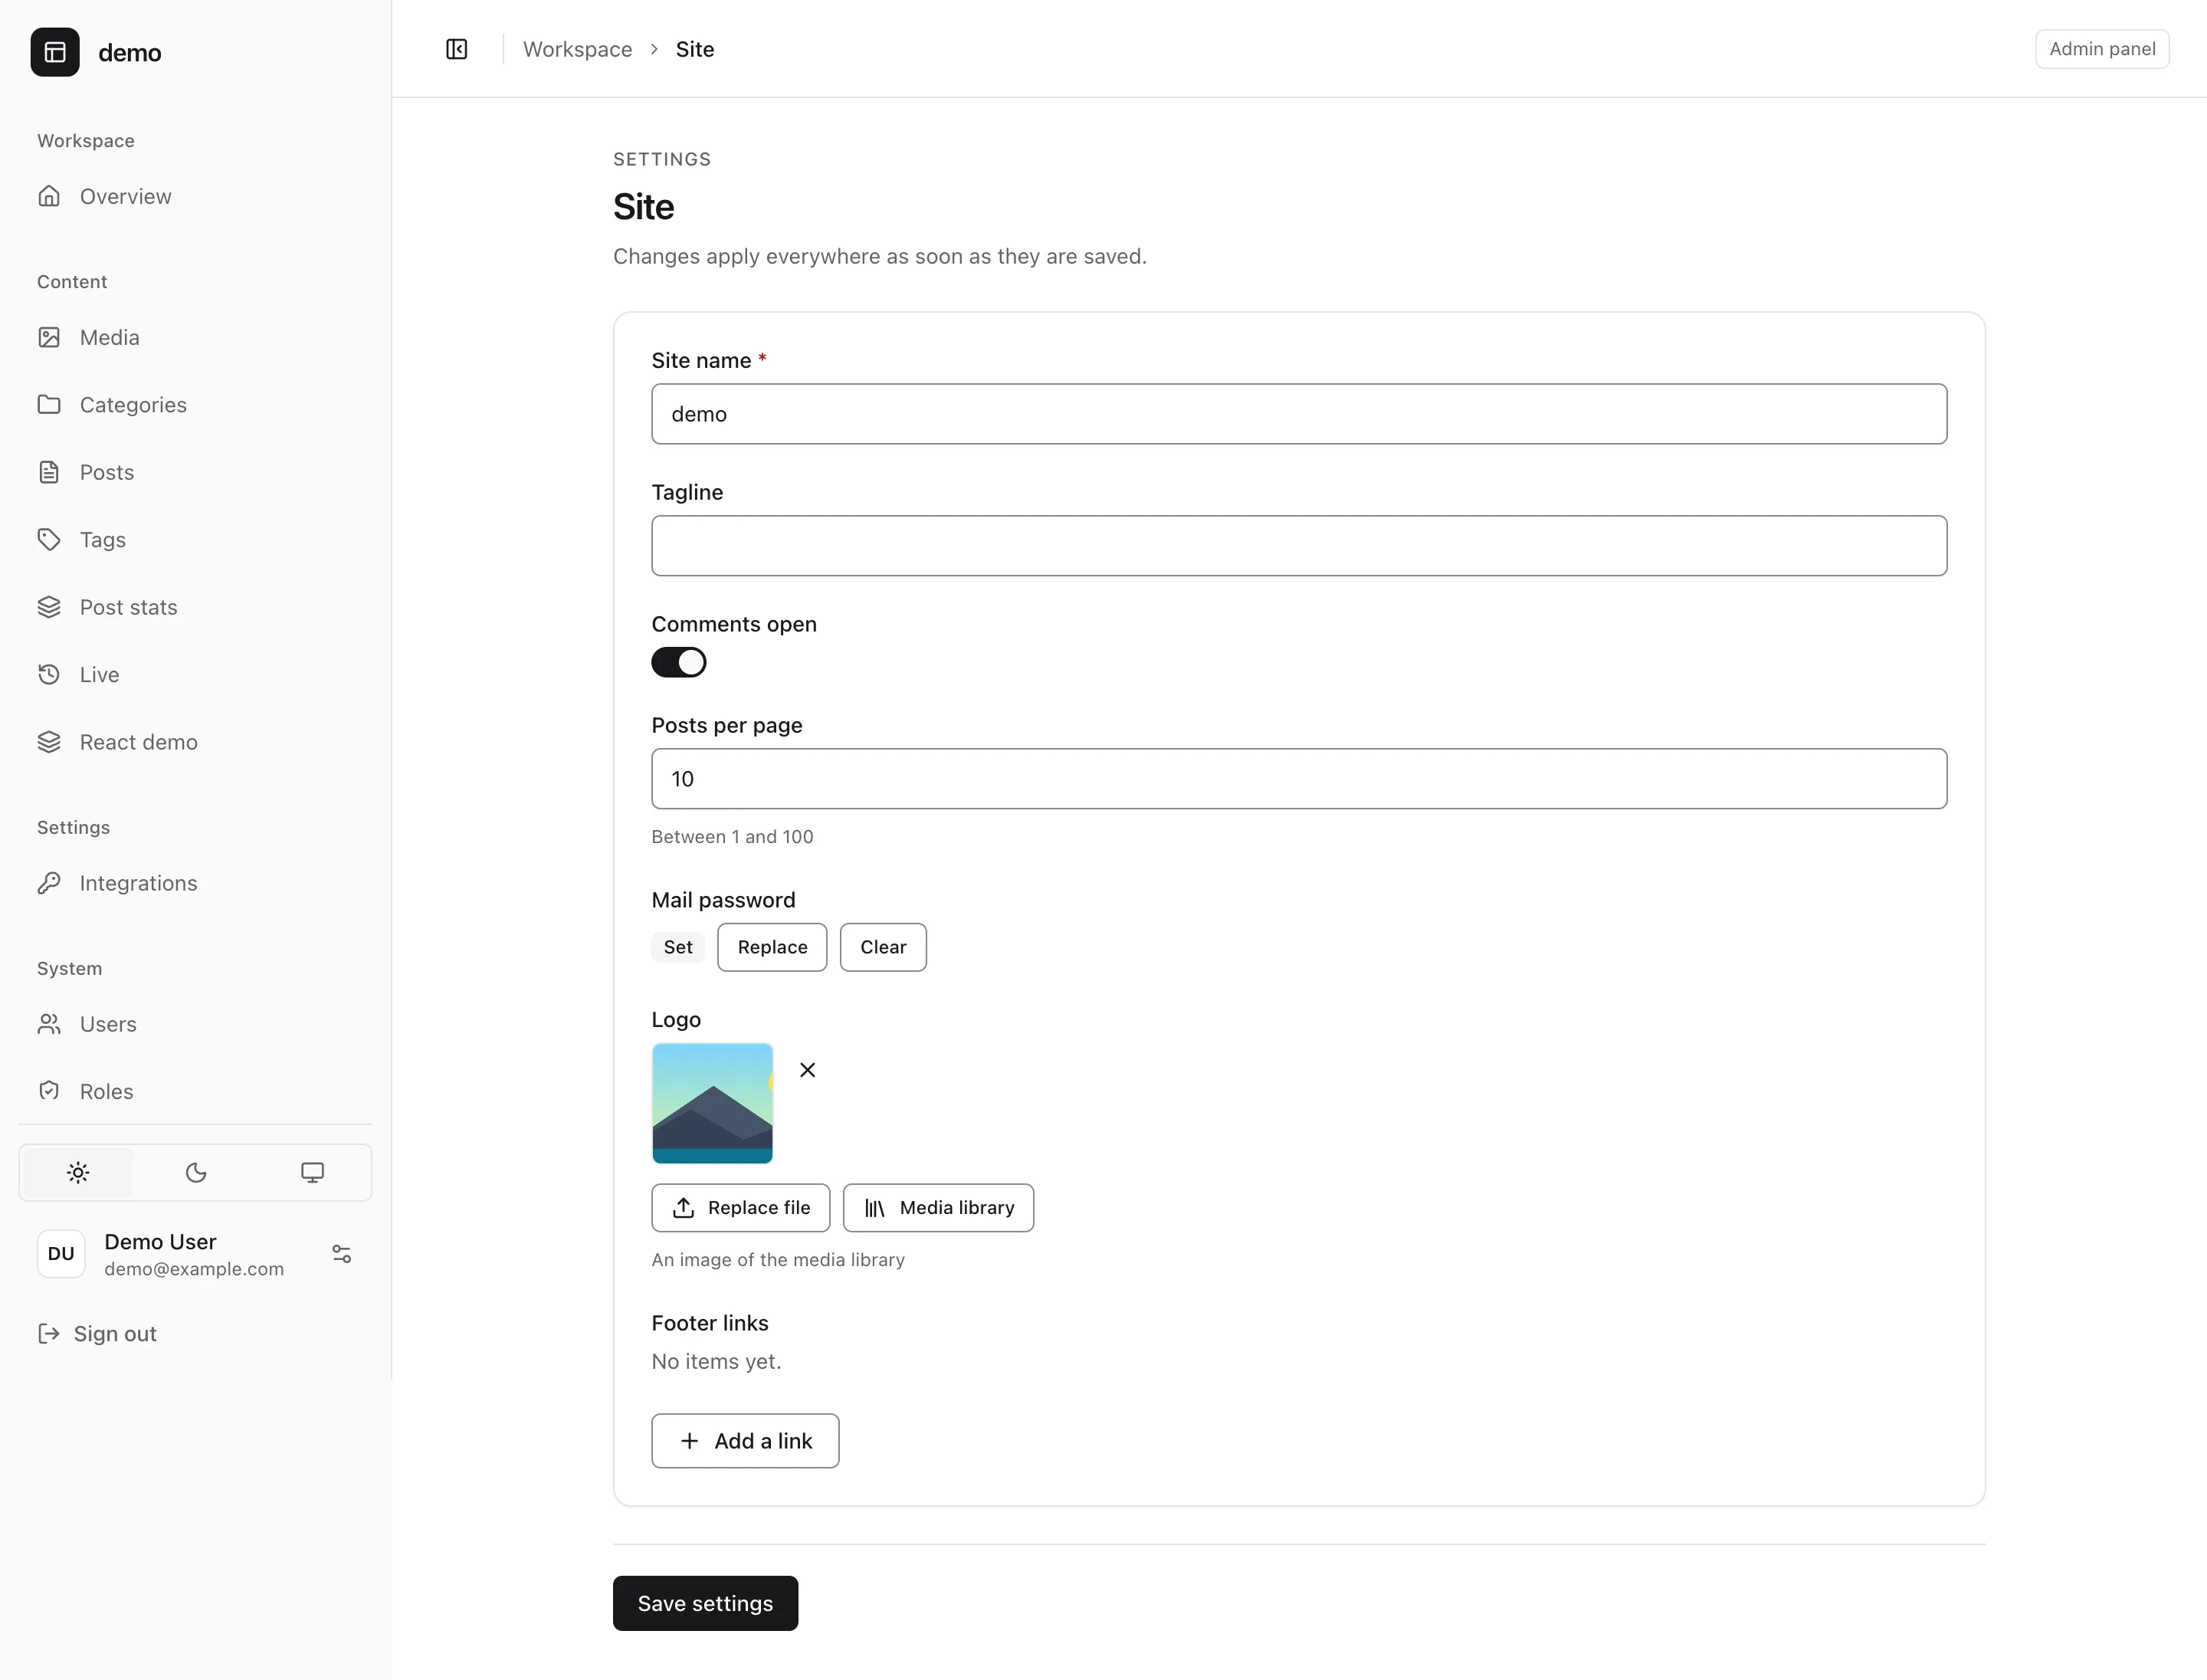 demo
Workspace
Overview
Content
Media
Categories
Posts
Tags
Post stats
Live
React demo
Settings
Integrations
System
Users
Roles
DU
Demo User
demo@example.com
Sign out
Workspace > Site
Admin panel
SETTINGS
Site
Changes apply everywhere as soon as they are saved.
Site name *
demo
Tagline
Comments open
Posts per page
10
Between 1 and 100
Mail password
Set Replace Clear
Logo
Replace file Media library
An image of the media library
Footer links
No items yet.
Add a link
Save settings